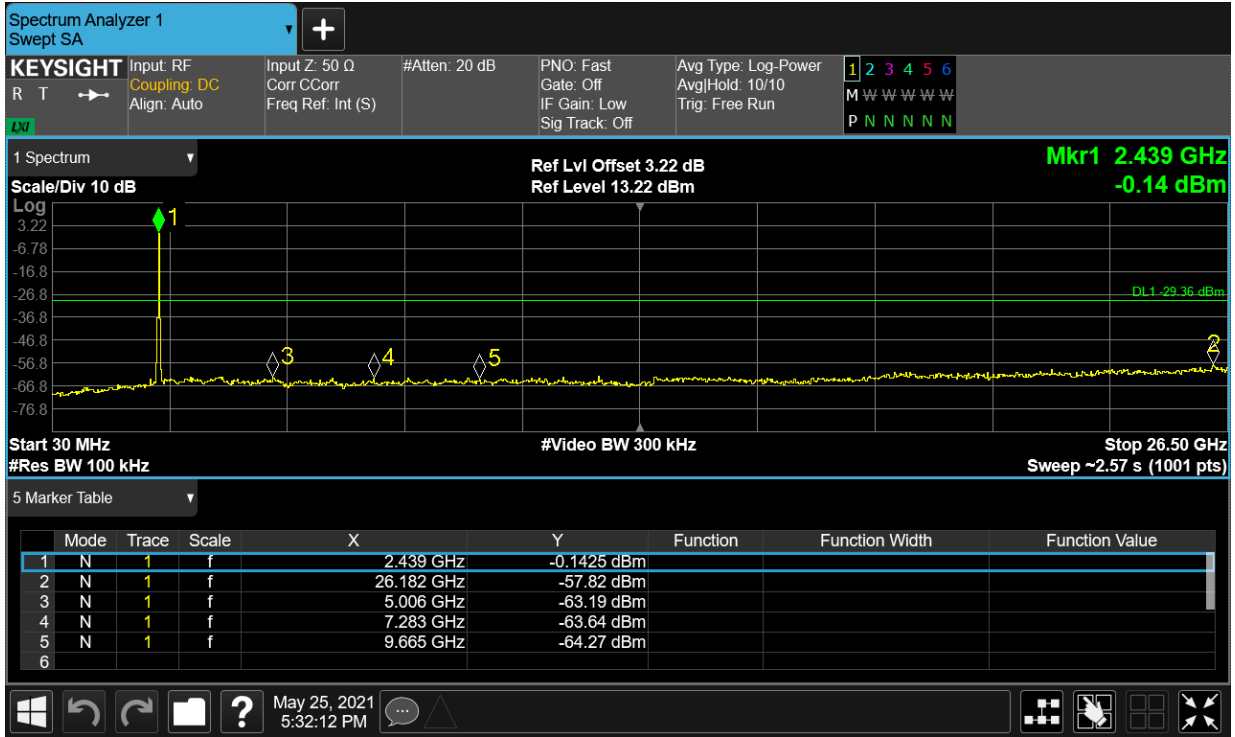 Spectrum Analyzer 1
Swept SA
KEYSIGHT
R T
LXI
Input: RF
Coupling: DC
Align: Auto
Input Z: 50 Ω
Corr CCorr
Freq Ref: Int (S)
#Atten: 20 dB
PNO: Fast
Gate: Off
IF Gain: Low
Sig Track: Off
Avg Type: Log-Power
Avg|Hold: 10/10
Trig: Free Run
1 2 3 4 5 6
M W W W W W
P N N N N N
1 Spectrum
Scale/Div 10 dB
Ref Lvl Offset 3.22 dB
Ref Level 13.22 dBm
Mkr1 2.439 GHz
-0.14 dBm
Log
3.22
-6.78
-16.8
-26.8
-36.8
-46.8
-56.8
-66.8
-76.8
1
DL1 -29.36 dBm
3
4
5
2
Start 30 MHz
#Video BW 300 kHz
Stop 26.50 GHz
#Res BW 100 kHz
Sweep ~2.57 s (1001 pts)
5 Marker Table
Mode Trace Scale X Y Function Function Width Function Value
1 N 1 f 2.439 GHz -0.1425 dBm
2 N 1 f 26.182 GHz -57.82 dBm
3 N 1 f 5.006 GHz -63.19 dBm
4 N 1 f 7.283 GHz -63.64 dBm
5 N 1 f 9.665 GHz -64.27 dBm
6
?
May 25, 2021
5:32:12 PM